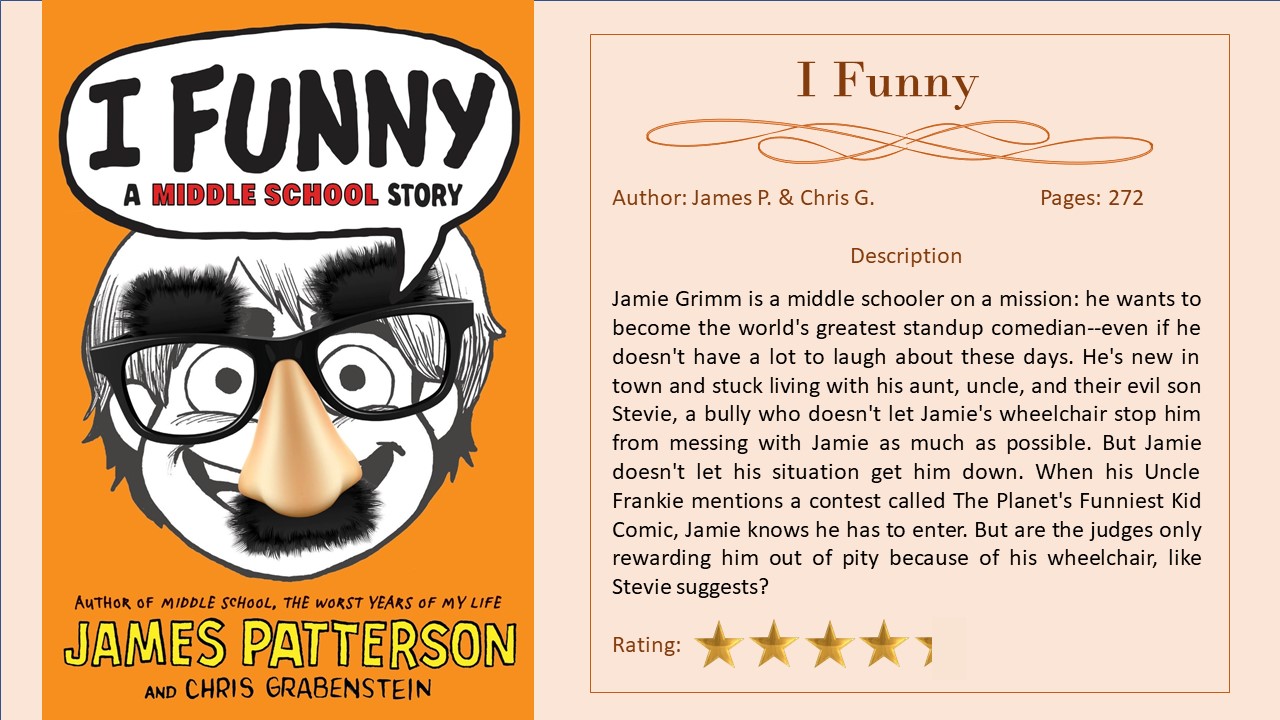 I FUNNY
A MIDDLE SCHOOL STORY
AUTHOR OF MIDDLE SCHOOL, THE WORST YEARS OF MY LIFE
JAMES PATTERSON
AND CHRIS GRABENSTEIN
I Funny
Author: James P. & Chris G. Pages: 272
Description
Jamie Grimm is a middle schooler on a mission: he wants to
become the world's greatest standup comedian--even if he
doesn't have a lot to laugh about these days. He's new in
town and stuck living with his aunt, uncle, and their evil son
Stevie, a bully who doesn't let Jamie's wheelchair stop him
from messing with Jamie as much as possible. But Jamie
doesn't let his situation get him down. When his Uncle
Frankie mentions a contest called The Planet's Funniest Kid
Comic, Jamie knows he has to enter. But are the judges only
rewarding him out of pity because of his wheelchair, like
Stevie suggests?
Rating: